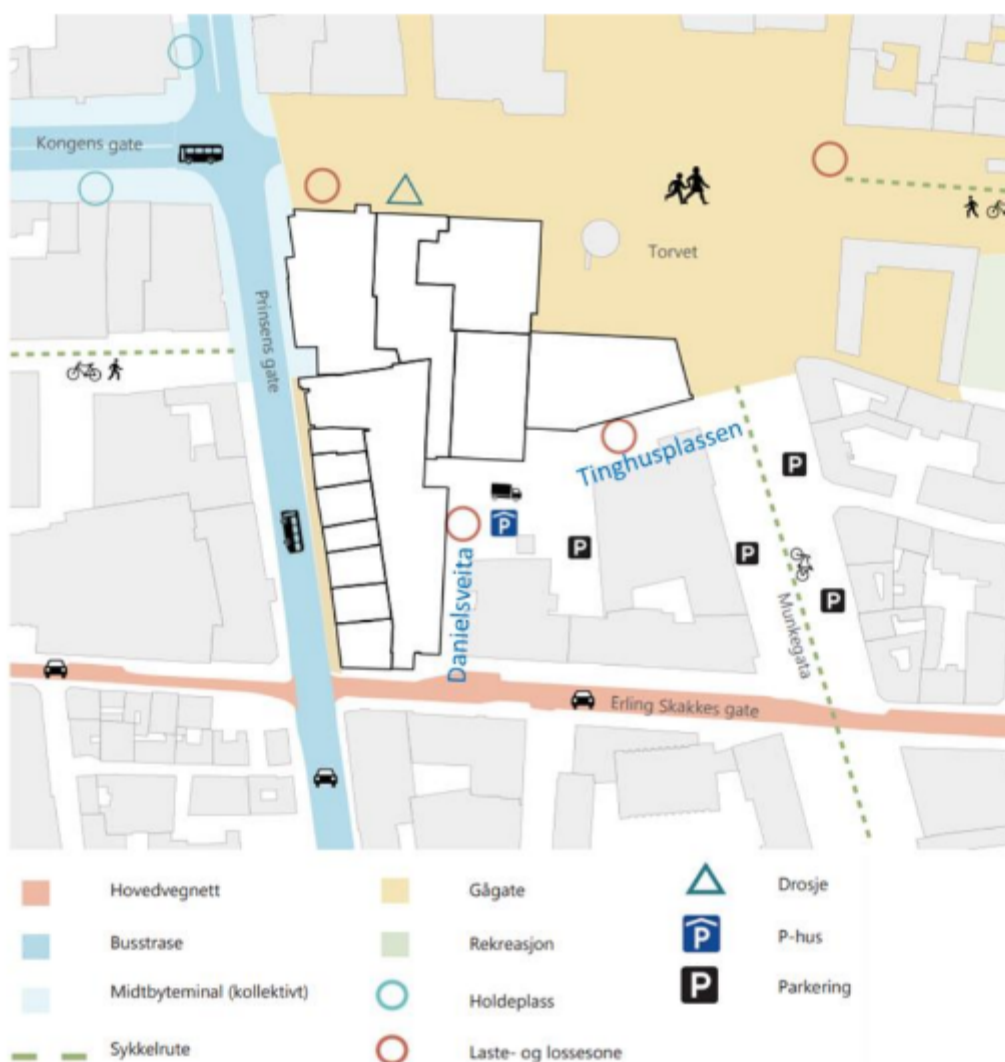 Kongens gate
Torvet
Prinsens gate
Tinghusplassen
P
P
P
P
P
Danielsveita
Munkegata
Erling Skakkes gate
Hovedvegnett
Gågate
Drosje
Busstrase
Rekreasjon
P
P-hus
Midtbyteminal (kollektivt)
Holdeplass
P
Parkering
Sykkelrute
Laste- og lossesone